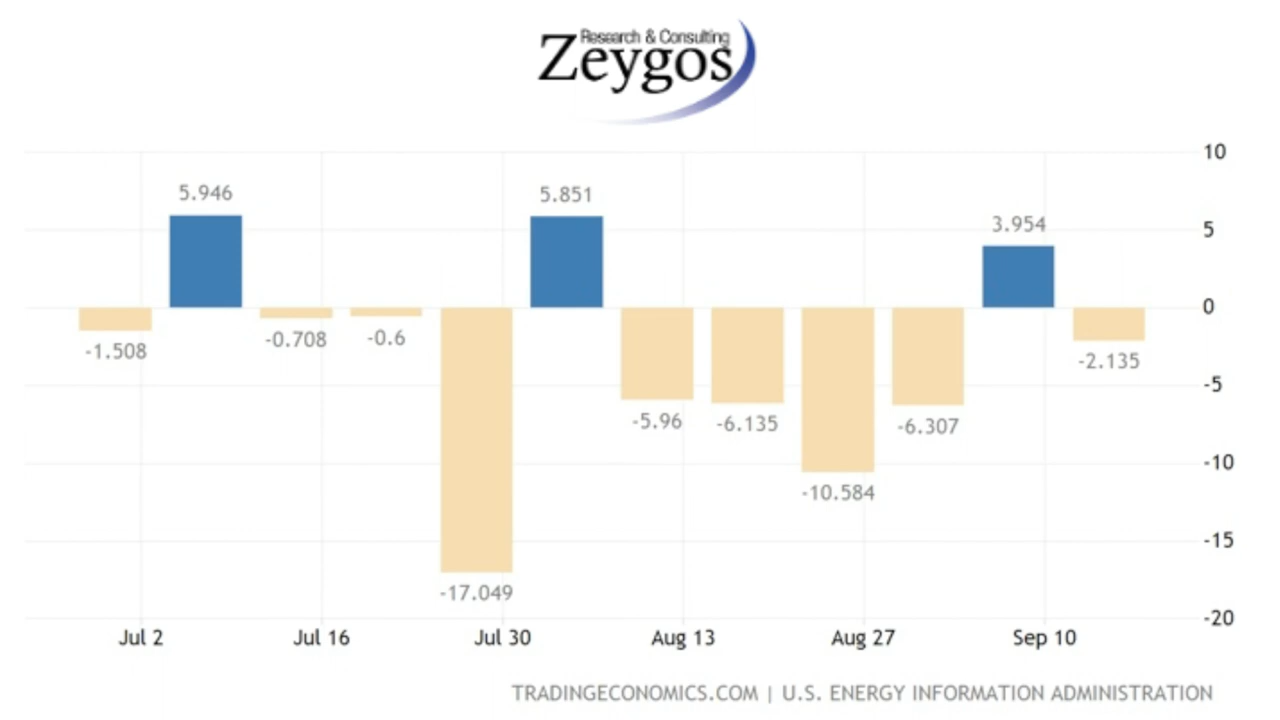 Research & Consulting
Zeygos
10
5.946
5.851
3.954
5
0
-1.508
-0.708
-0.6
-2.135
-5
-5.96
-6.135
-6.307
-10
-10.584
-15
-17.049
-20
Jul 2
Jul 16
Jul 30
Aug 13
Aug 27
Sep 10
TRADINGECONOMICS.COM | U.S. ENERGY INFORMATION ADMINISTRATION